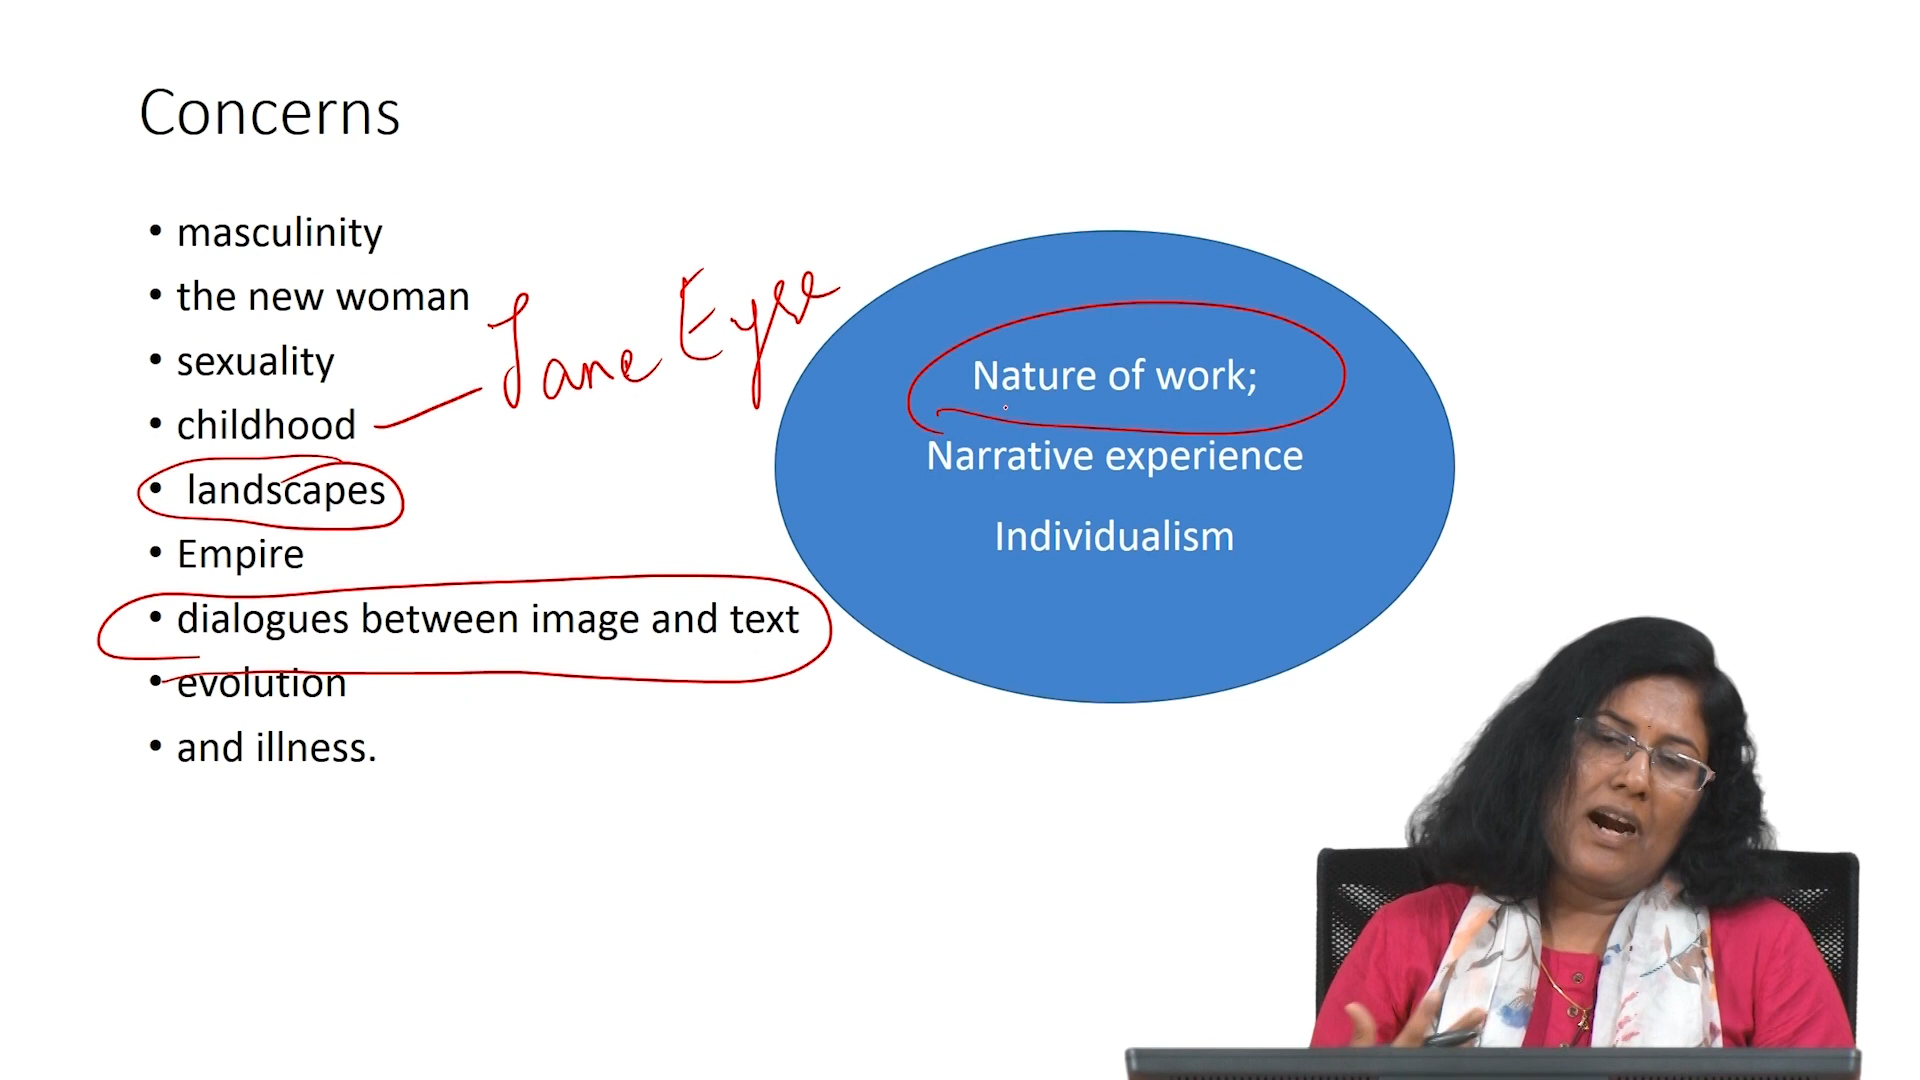 Concerns
• masculinity
• the new woman
• sexuality
• childhood
Jane Eyre
• landscapes
• Empire
• dialogues between image and text
• evolution
• and illness.
Nature of work;
Narrative experience
Individualism